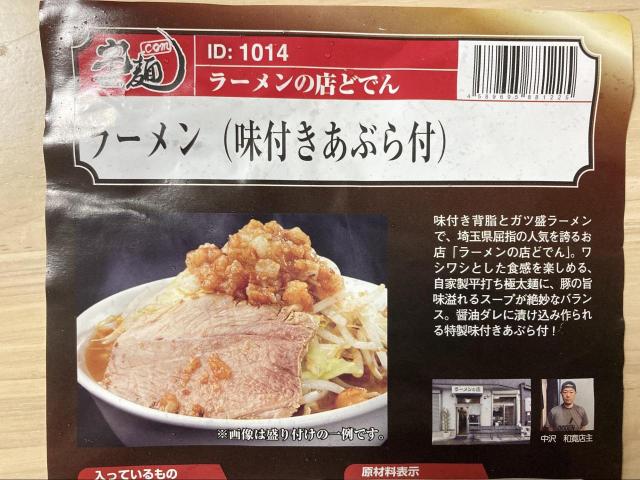 宅麺.com
ID: 1014
ラーメンの店どでん
ラーメン（味付きあぶら付）
味付き背脂とガツ盛ラーメン
で、埼玉県屈指の人気を誇るお
店「ラーメンの店どでん」。ワ
シワシとした食感を楽しめる、
自家製平打ち極太麺に、豚の旨
味溢れるスープが絶妙なバラン
ス。醤油ダレに漬け込み作られ
る特製味付きあぶら付！
ラーメンの店
※画像は盛り付けの一例です。
中沢 和寛店主
入っているもの
原材料表示